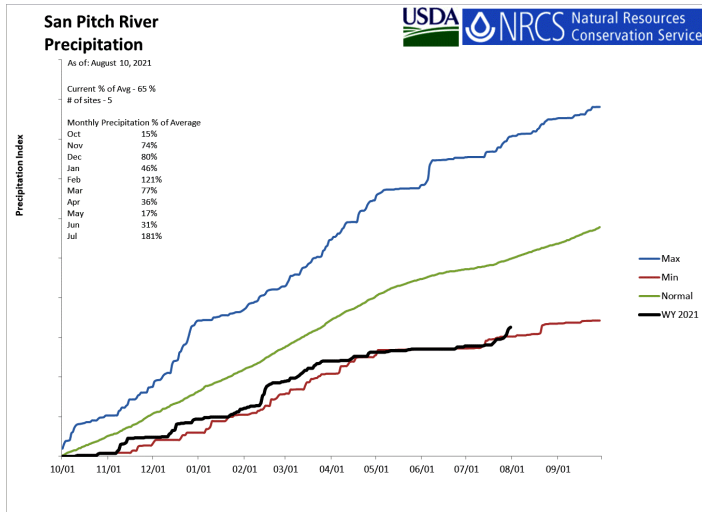 San Pitch River
Precipitation
USDA
NRCS
Natural Resources
Conservation Service
As of: August 10, 2021
Current % of Avg - 65 %
# of sites - 5
Monthly Precipitation % of Average
Oct 15%
Nov 74%
Dec 80%
Jan 46%
Feb 121%
Mar 77%
Apr 36%
May 17%
Jun 31%
Jul 181%
Precipitation Index
Max
Min
Normal
WY 2021
10/01 11/01 12/01 01/01 02/01 03/01 04/01 05/01 06/01 07/01 08/01 09/01